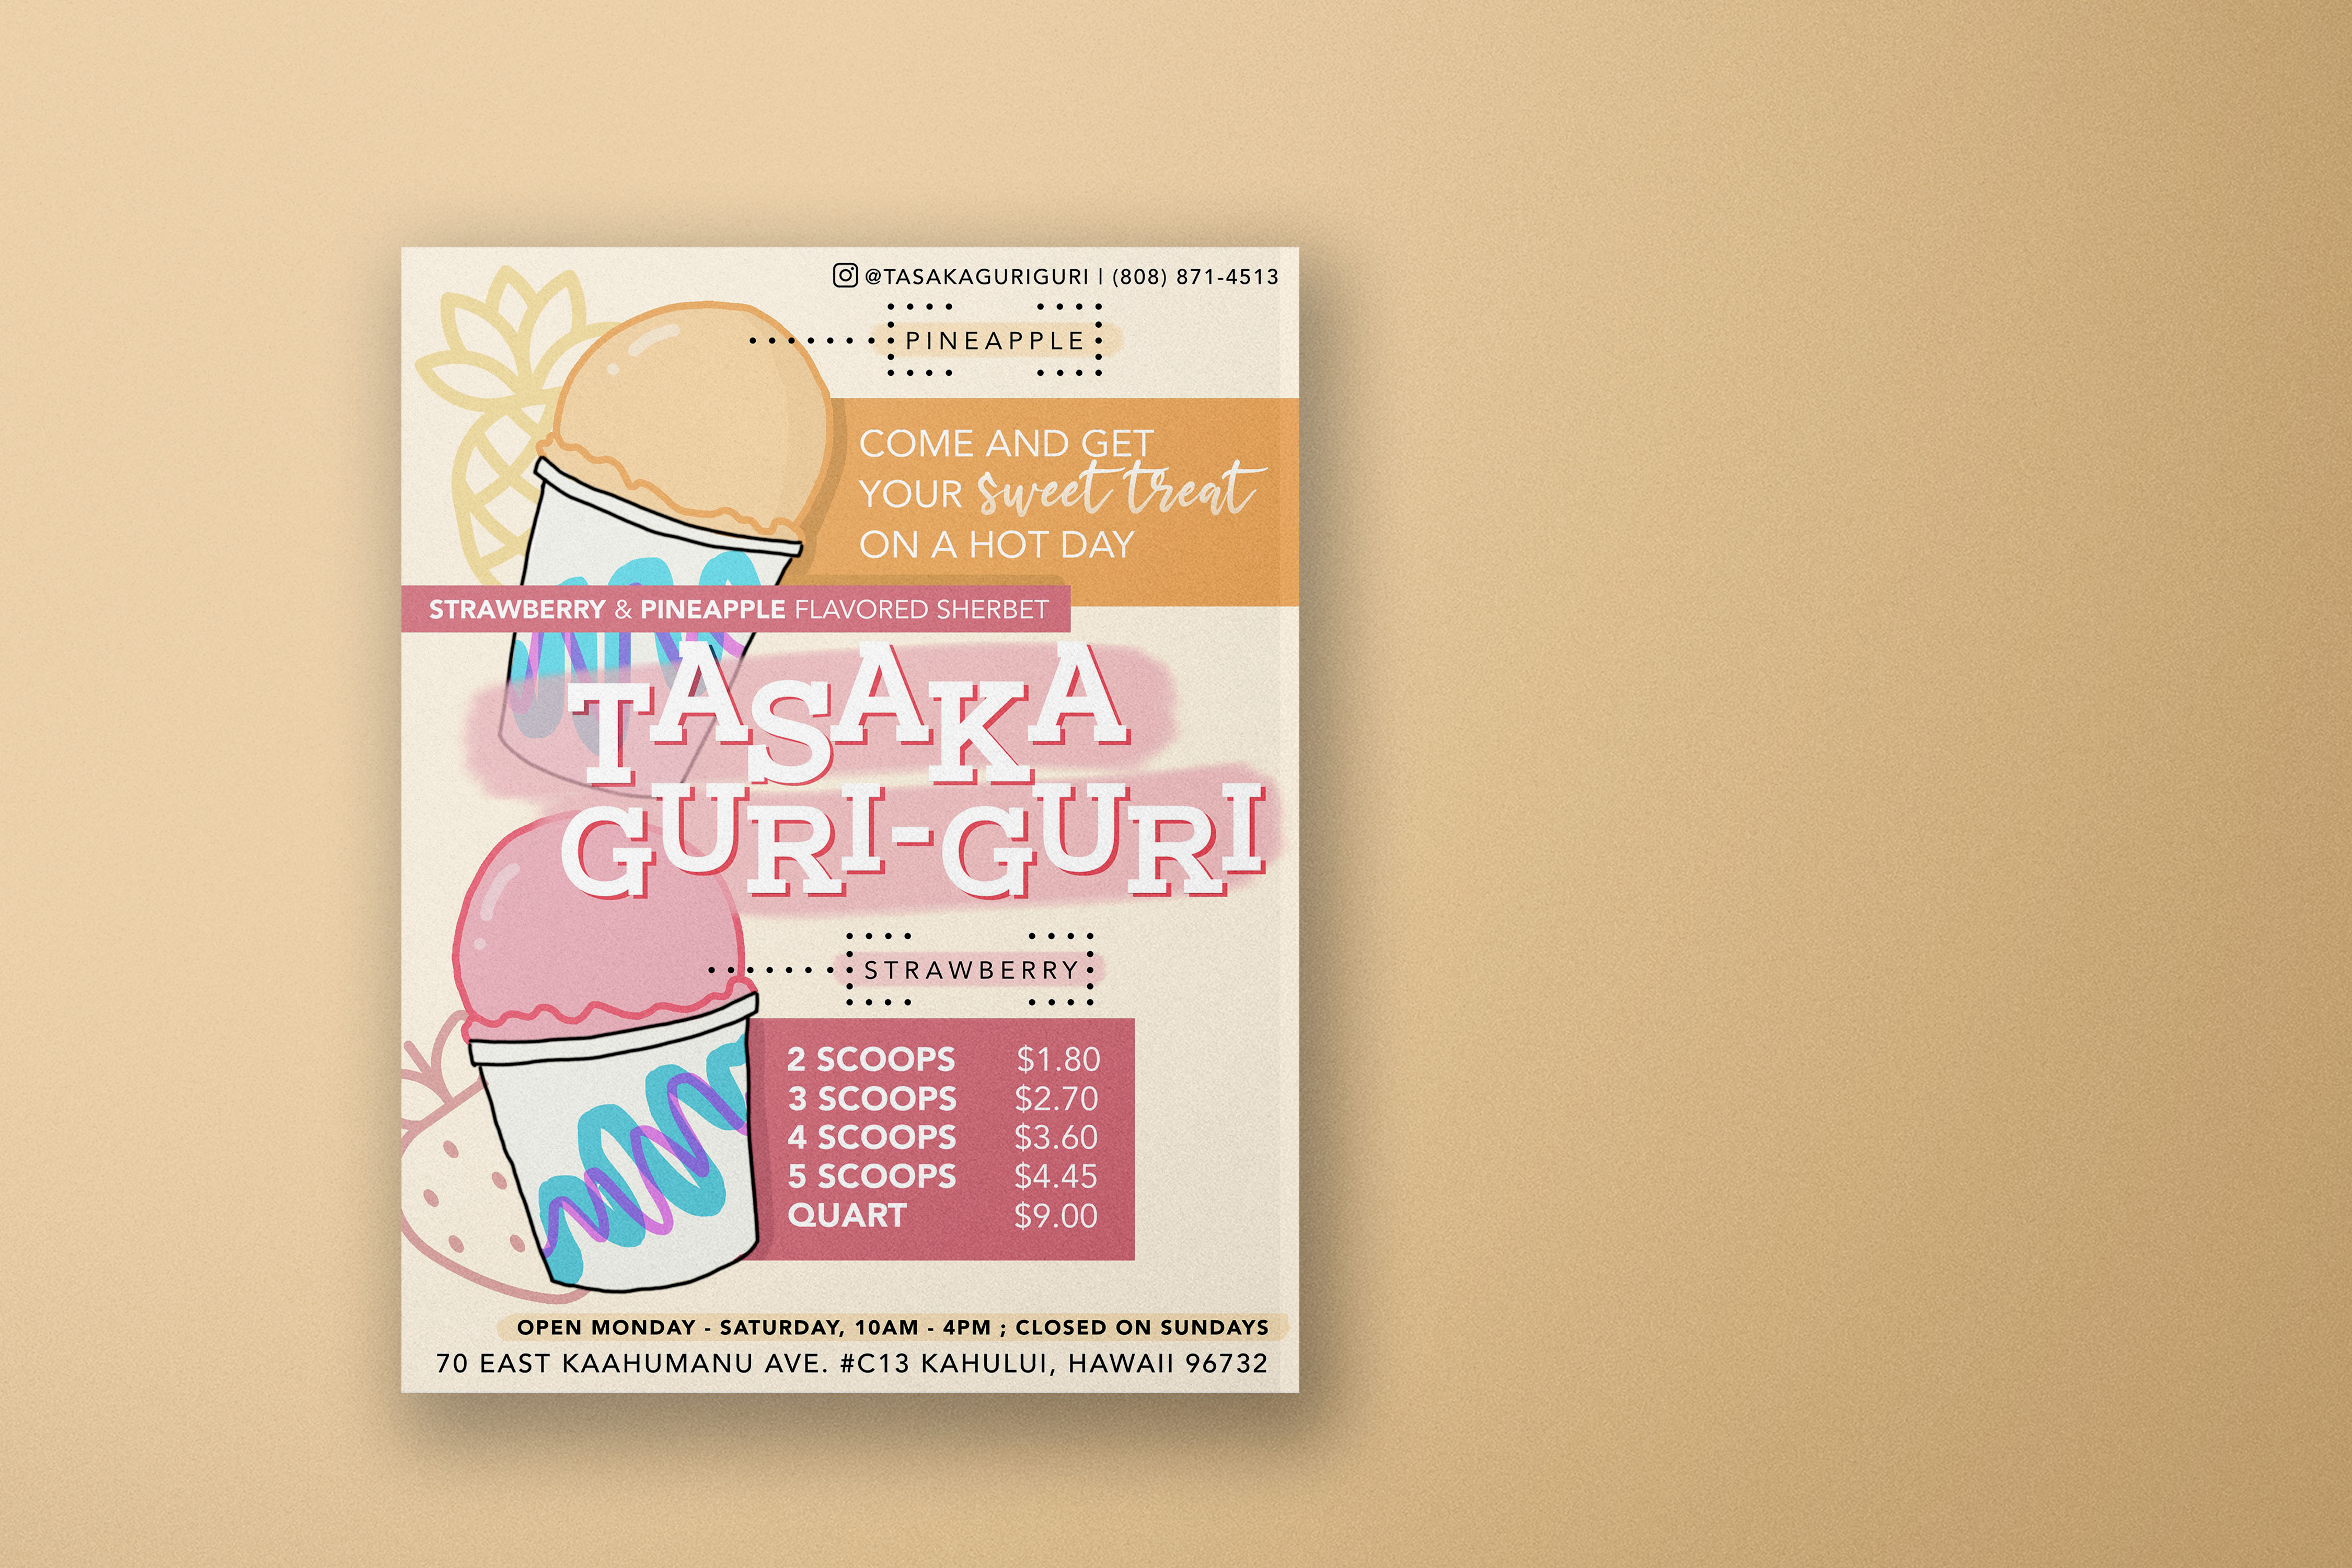 @TASAKAGURIGURI | (808) 871-4513
PINEAPPLE
COME AND GET
YOUR sweet treat
ON A HOT DAY
STRAWBERRY & PINEAPPLE FLAVORED SHERBET
TASAKA
GURI-GURI
STRAWBERRY
2 SCOOPS $1.80
3 SCOOPS $2.70
4 SCOOPS $3.60
5 SCOOPS $4.45
QUART $9.00
OPEN MONDAY - SATURDAY, 10AM - 4PM ; CLOSED ON SUNDAYS
70 EAST KAAHUMANU AVE. #C13 KAHULUI, HAWAII 96732